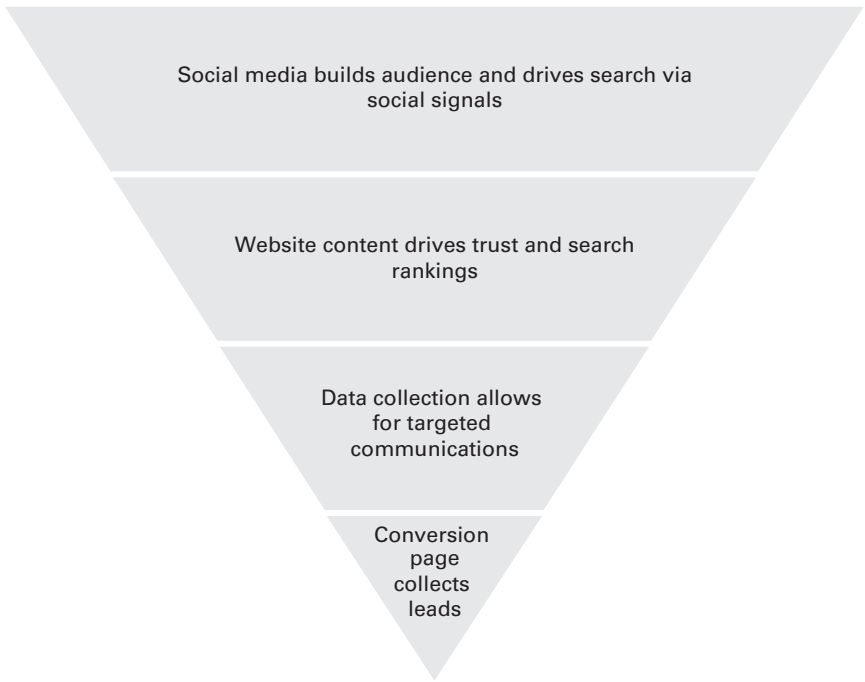 Social media builds audience and drives search via
social signals
Website content drives trust and search
rankings
Data collection allows
for targeted
communications
Conversion
page
collects
leads